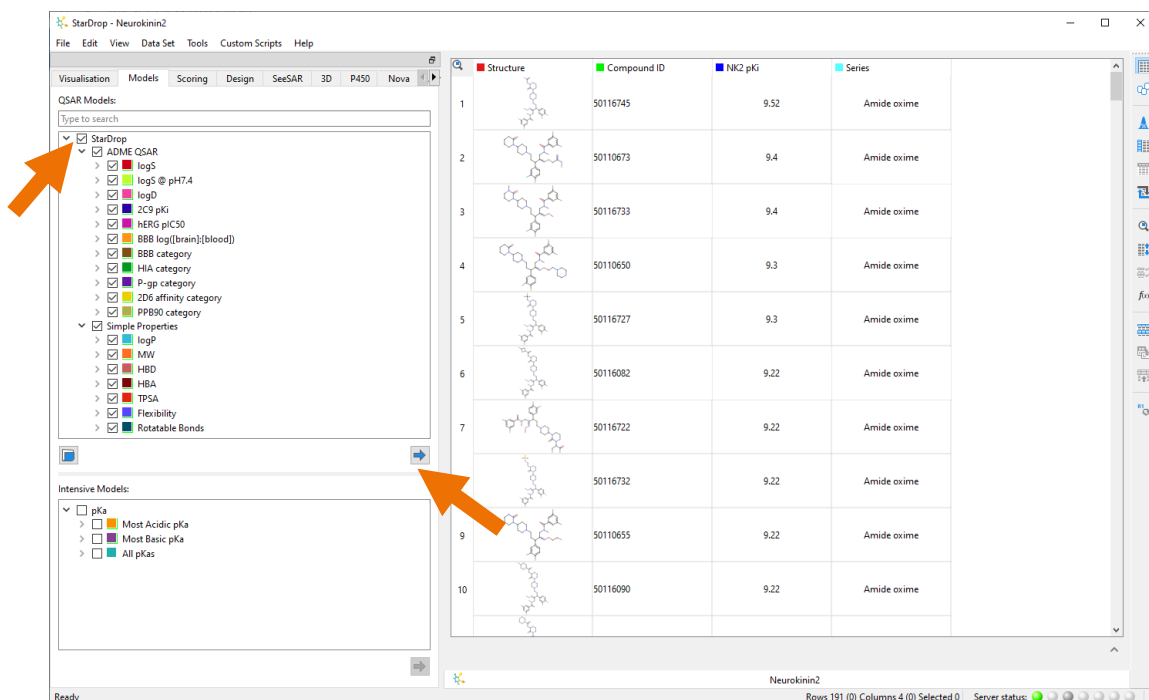 StarDrop - Neurokinin2
File Edit View Data Set Tools Custom Scripts Help
Visualisation Models Scoring Design SeeSAR 3D P450 Nova
QSAR Models:
Type to search
StarDrop
ADME QSAR
logS
logS @ pH7.4
logD
2C9 pKi
hERG pIC50
BBB log([brain]:[blood])
BBB category
HIA category
P-gp category
2D6 affinity category
PPB90 category
Simple Properties
logP
MW
HBD
HBA
TPSA
Flexibility
Rotatable Bonds
Intensive Models:
pKa
Most Acidic pKa
Most Basic pKa
All pKas
Structure Compound ID NK2 pKi Series
1 50116745 9.52 Amide oxime
2 50110673 9.4 Amide oxime
3 50116733 9.4 Amide oxime
4 50110650 9.3 Amide oxime
5 50116727 9.3 Amide oxime
6 50116082 9.22 Amide oxime
7 50116722 9.22 Amide oxime
50116732 9.22 Amide oxime
9 50110655 9.22 Amide oxime
10 50116090 9.22 Amide oxime
Neurokinin2
Ready
Rows 191 (0) Columns 4 (0) Selected 0 Server status: